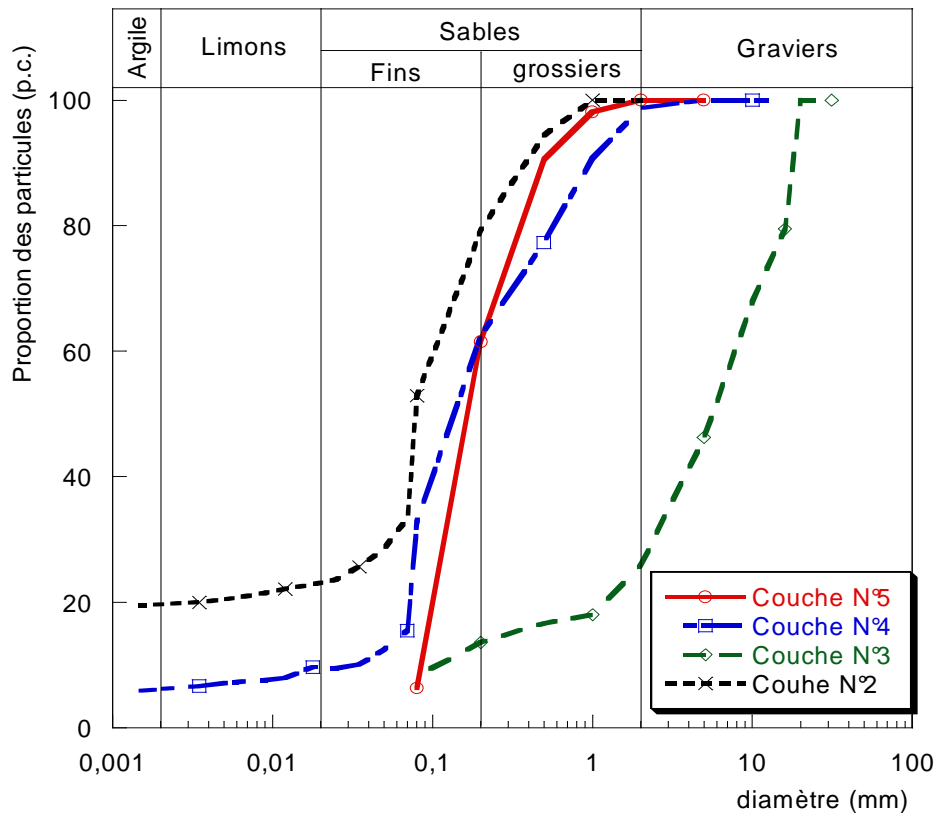 Proportion des particules (p.c.)
Argile
Limons
Sables
Fins
grossiers
Graviers
100
80
60
40
20
0
0,001
0,01
0,1
1
10
100
diamètre (mm)
Couche N°5
Couche N°4
Couche N°3
Couhe N°2